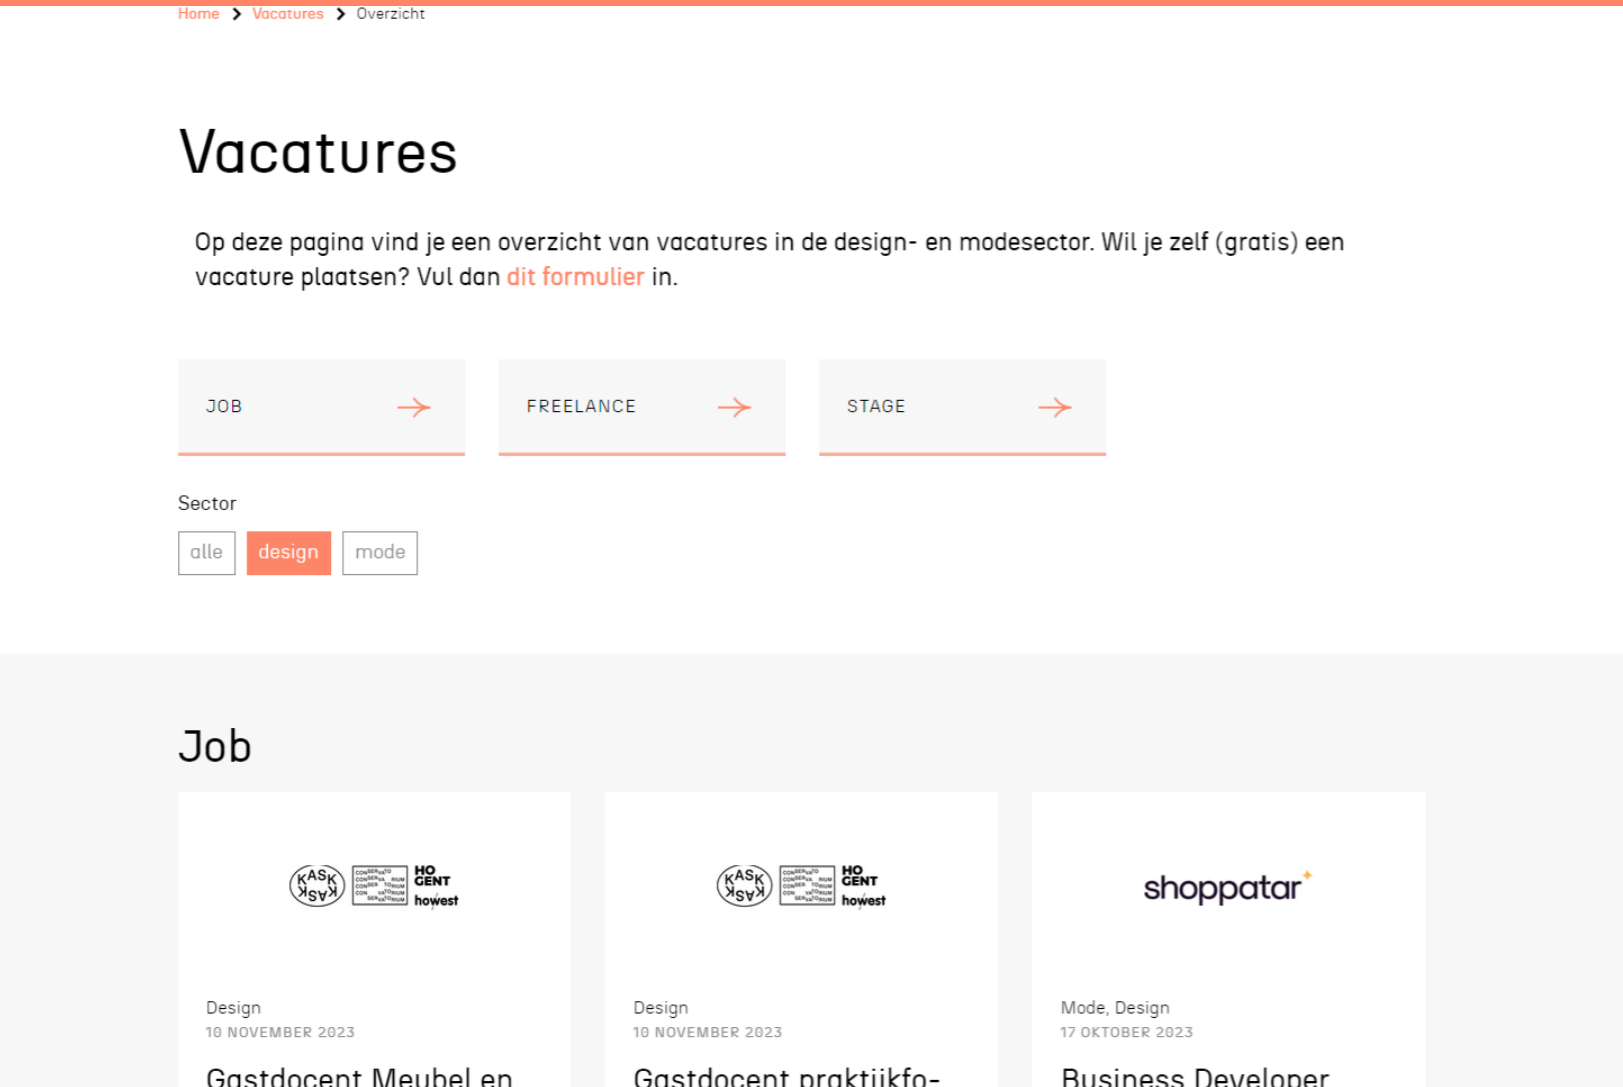 Home > Vacatures > Overzicht
Vacatures
Op deze pagina vind je een overzicht van vacatures in de design- en modesector. Wil je zelf (gratis) een
vacature plaatsen? Vul dan dit formulier in.
JOB
FREELANCE
STAGE
Sector
alle
design
mode
Job
KASK
HO
GENT
howest
Design
10 NOVEMBER 2023
Gastdocent Meubel en
KASK
HO
GENT
howest
Design
10 NOVEMBER 2023
Gastdocent praktijkfo-
shoppatar
Mode, Design
17 OKTOBER 2023
Business Developer